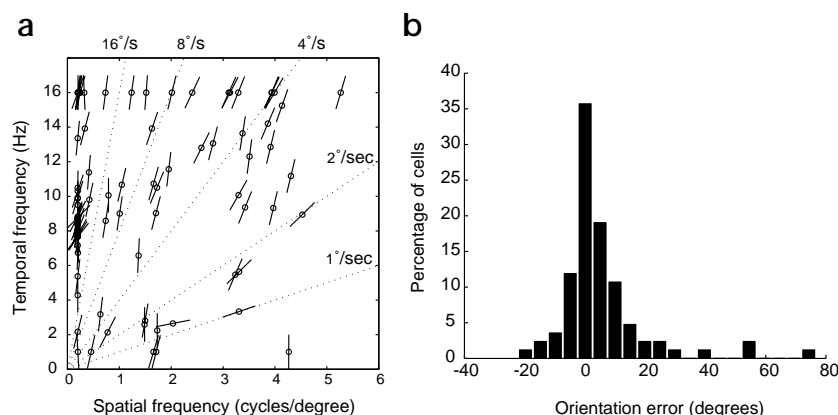 a
b
16°/s
8°/s
4°/s
2°/sec
1°/sec
16
14
12
10
8
6
4
2
0
Temporal frequency (Hz)
0
1
2
3
4
5
6
Spatial frequency (cycles/degree)
40
35
30
25
20
15
10
5
0
Percentage of cells
-40
-20
0
20
40
60
80
Orientation error (degrees)